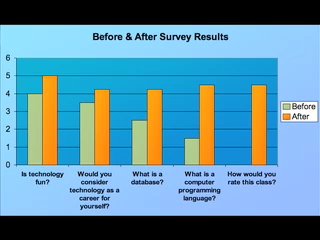 Before & After Survey Results
6
5
4
3
2
1
0
Is technology
fun?
Would you
consider
technology as a
career for
yourself?
What is a
database?
What is a
computer
programming
language?
How would you
rate this class?
Before
After